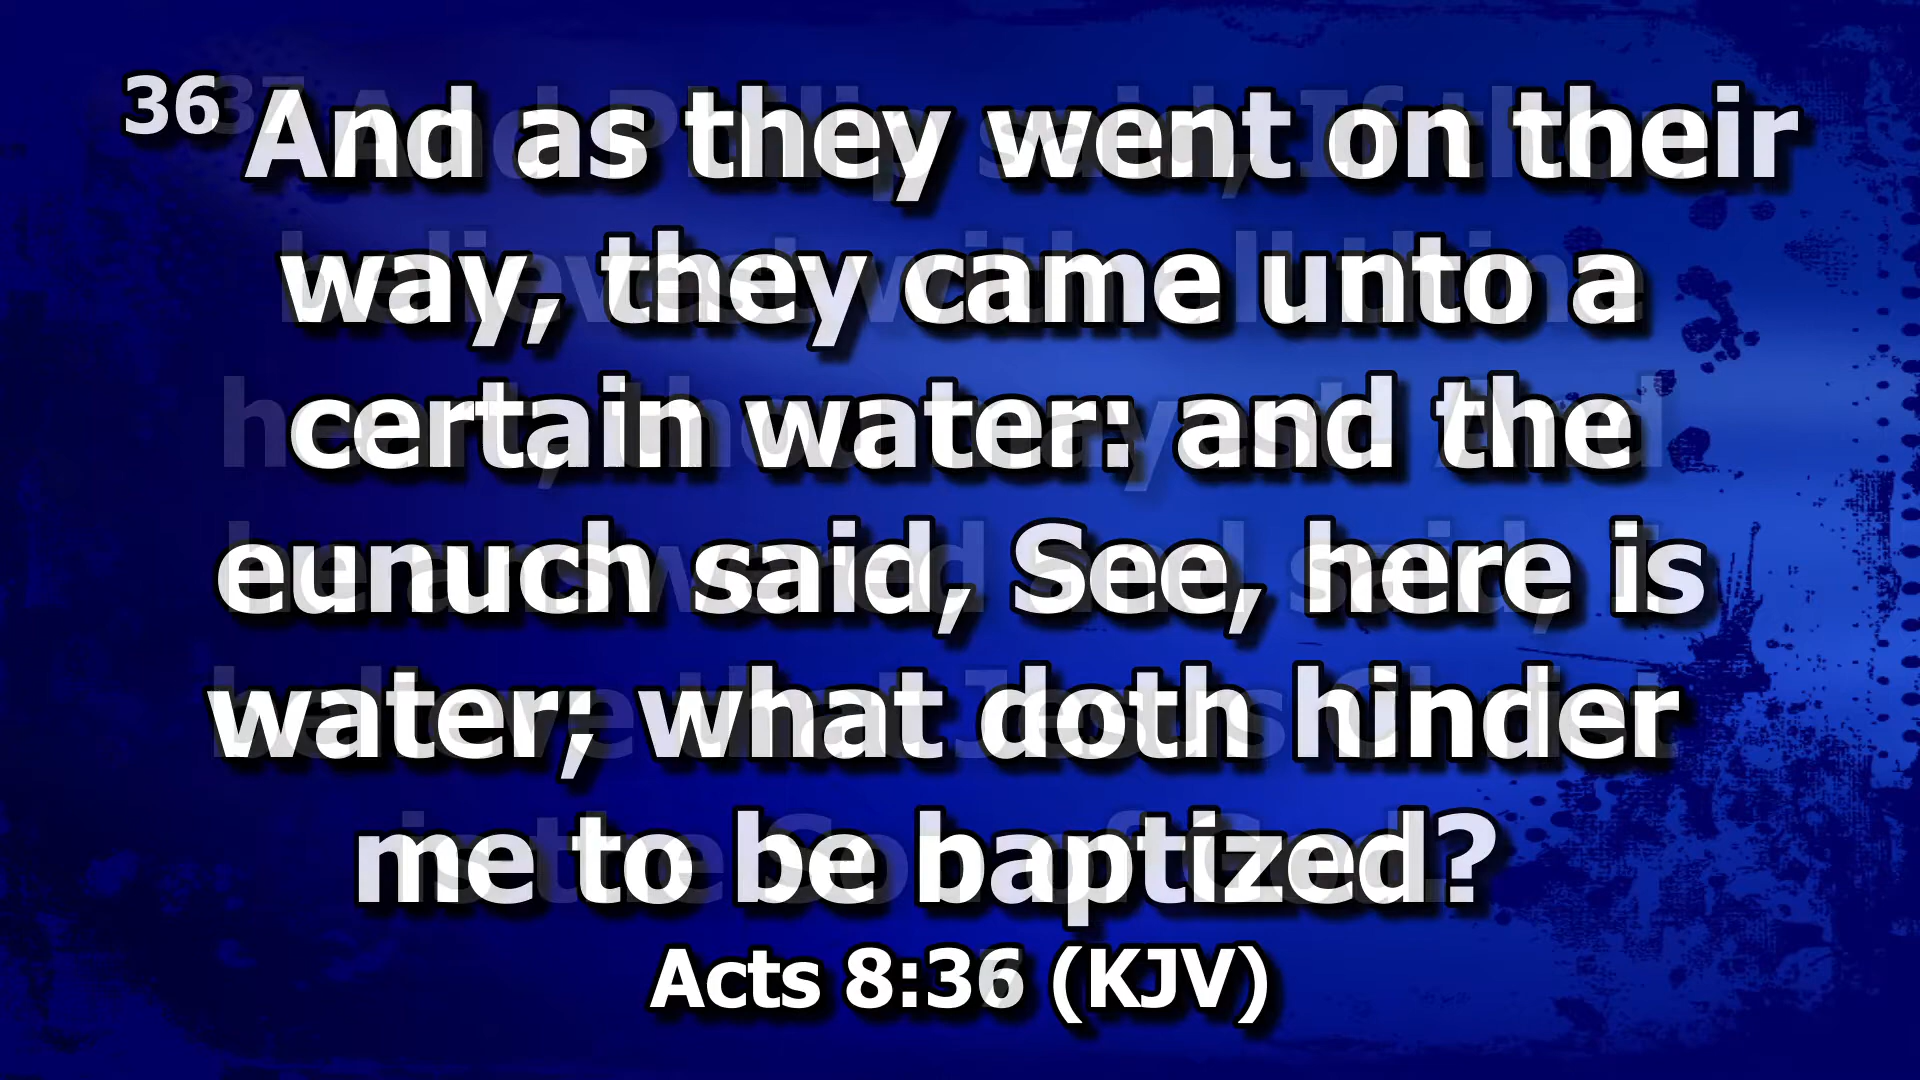 36 And as they went on their
way, they came unto a
certain water: and the
eunuch said, See, here is
water; what doth hinder
me to be baptized?
Acts 8:36 (KJV)